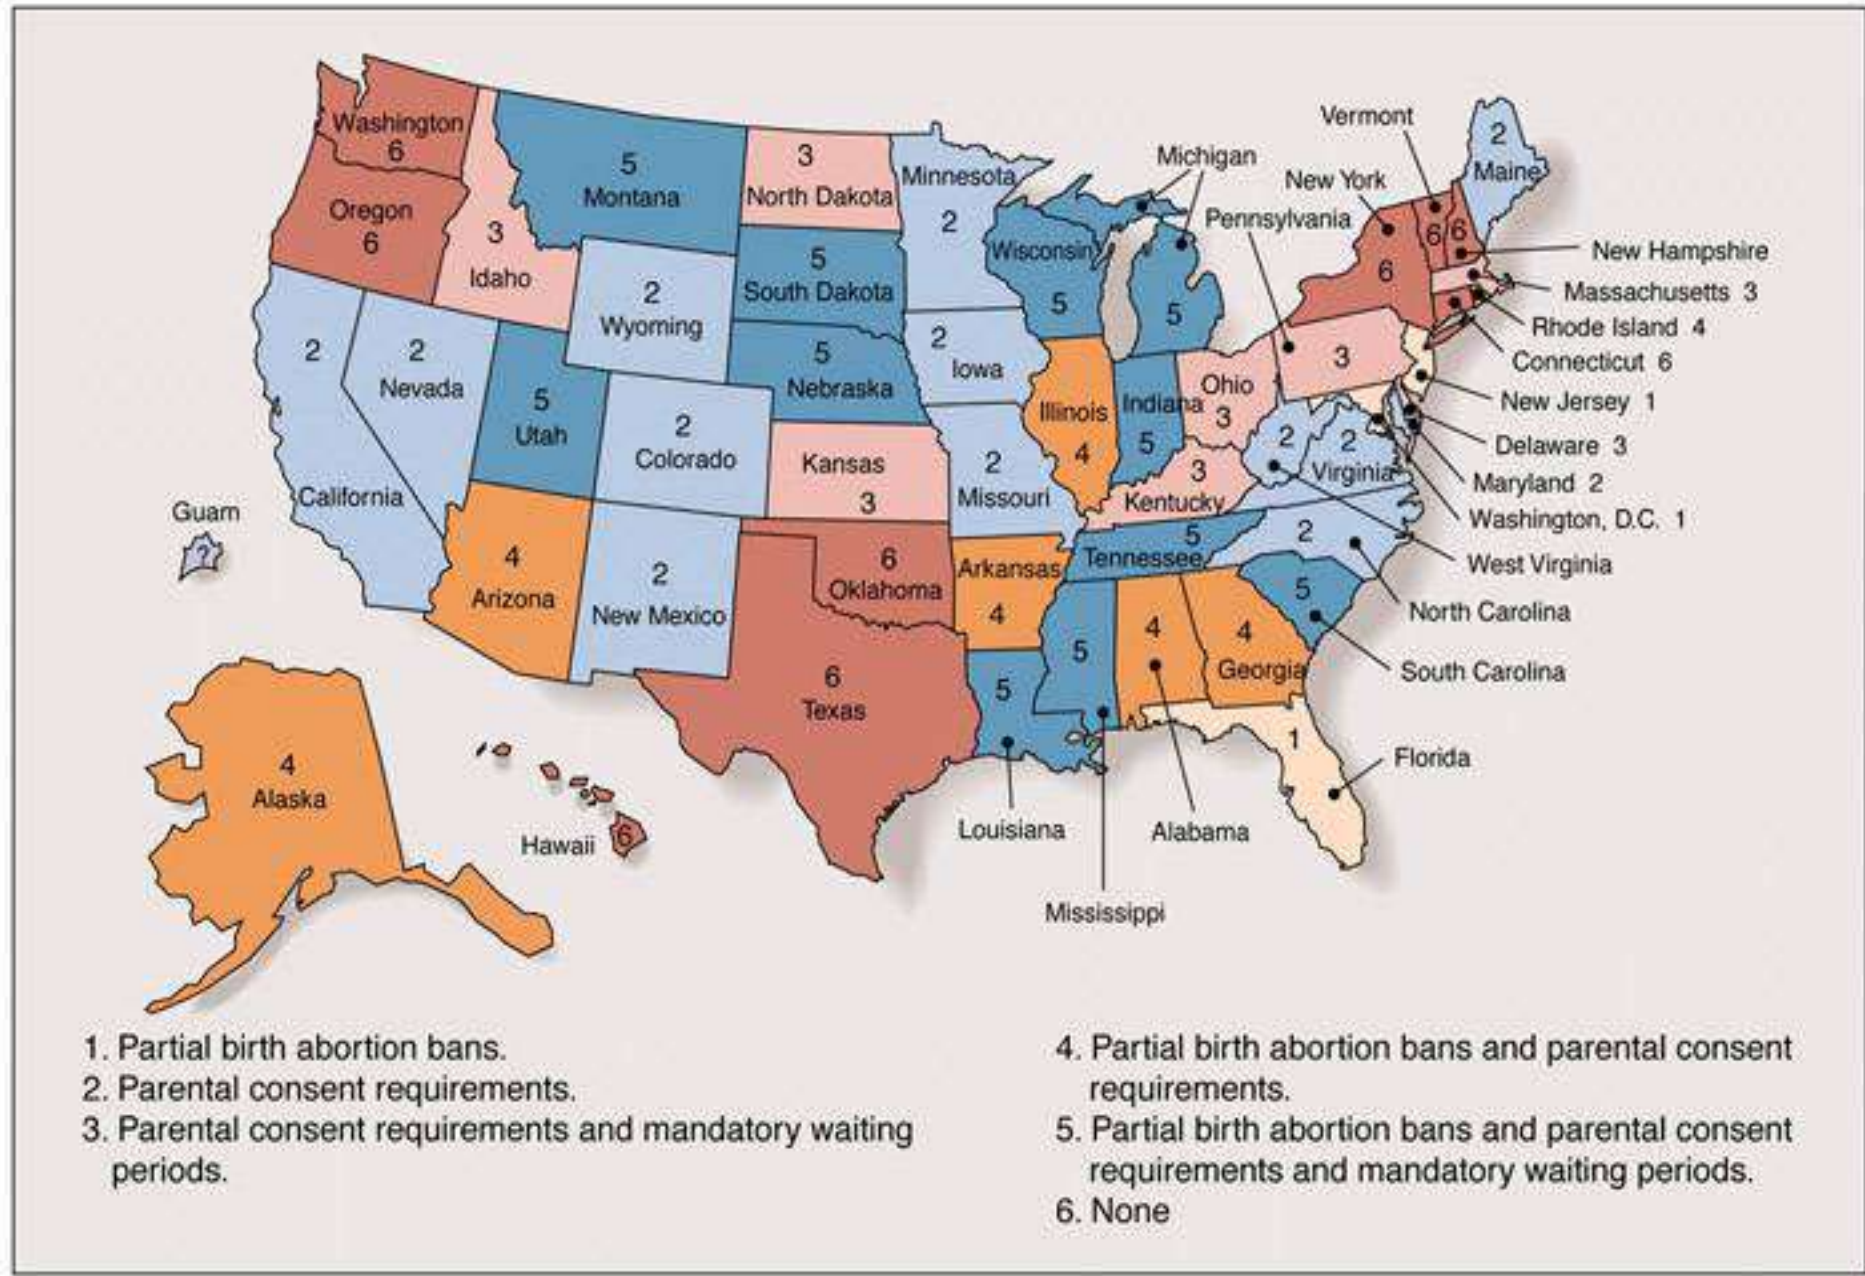 Washington
6
Oregon
6
3
Idaho
5
Montana
3
North Dakota
Minnesota
2
5
South Dakota
2
Wyoming
5
Nebraska
2
2
Nevada
California
5
Utah
2
Colorado
Kansas
3
2
Iowa
2
Missouri
Wisconsin
5
Michigan
5
Illinois
4
Indiana
5
Ohio
3
3
Kentucky
5
Tennessee
4
Arizona
2
New Mexico
6
Oklahoma
6
Texas
Arkansas
4
5
Louisiana
5
Mississippi
4
Alabama
4
Georgia
1
Florida
5
South Carolina
2
North Carolina
2
West Virginia
2
Virginia
Pennsylvania
3
New York
6
Vermont
6
6
New Hampshire
2
Maine
Massachusetts 3
Rhode Island 4
Connecticut 6
New Jersey 1
Delaware 3
Maryland 2
Washington, D.C. 1
Guam
?
4
Alaska
Hawaii
6
A
1. Partial birth abortion bans.
2. Parental consent requirements.
3. Parental consent requirements and mandatory waiting
periods.
4. Partial birth abortion bans and parental consent
requirements.
5. Partial birth abortion bans and parental consent
requirements and mandatory waiting periods.
6. None